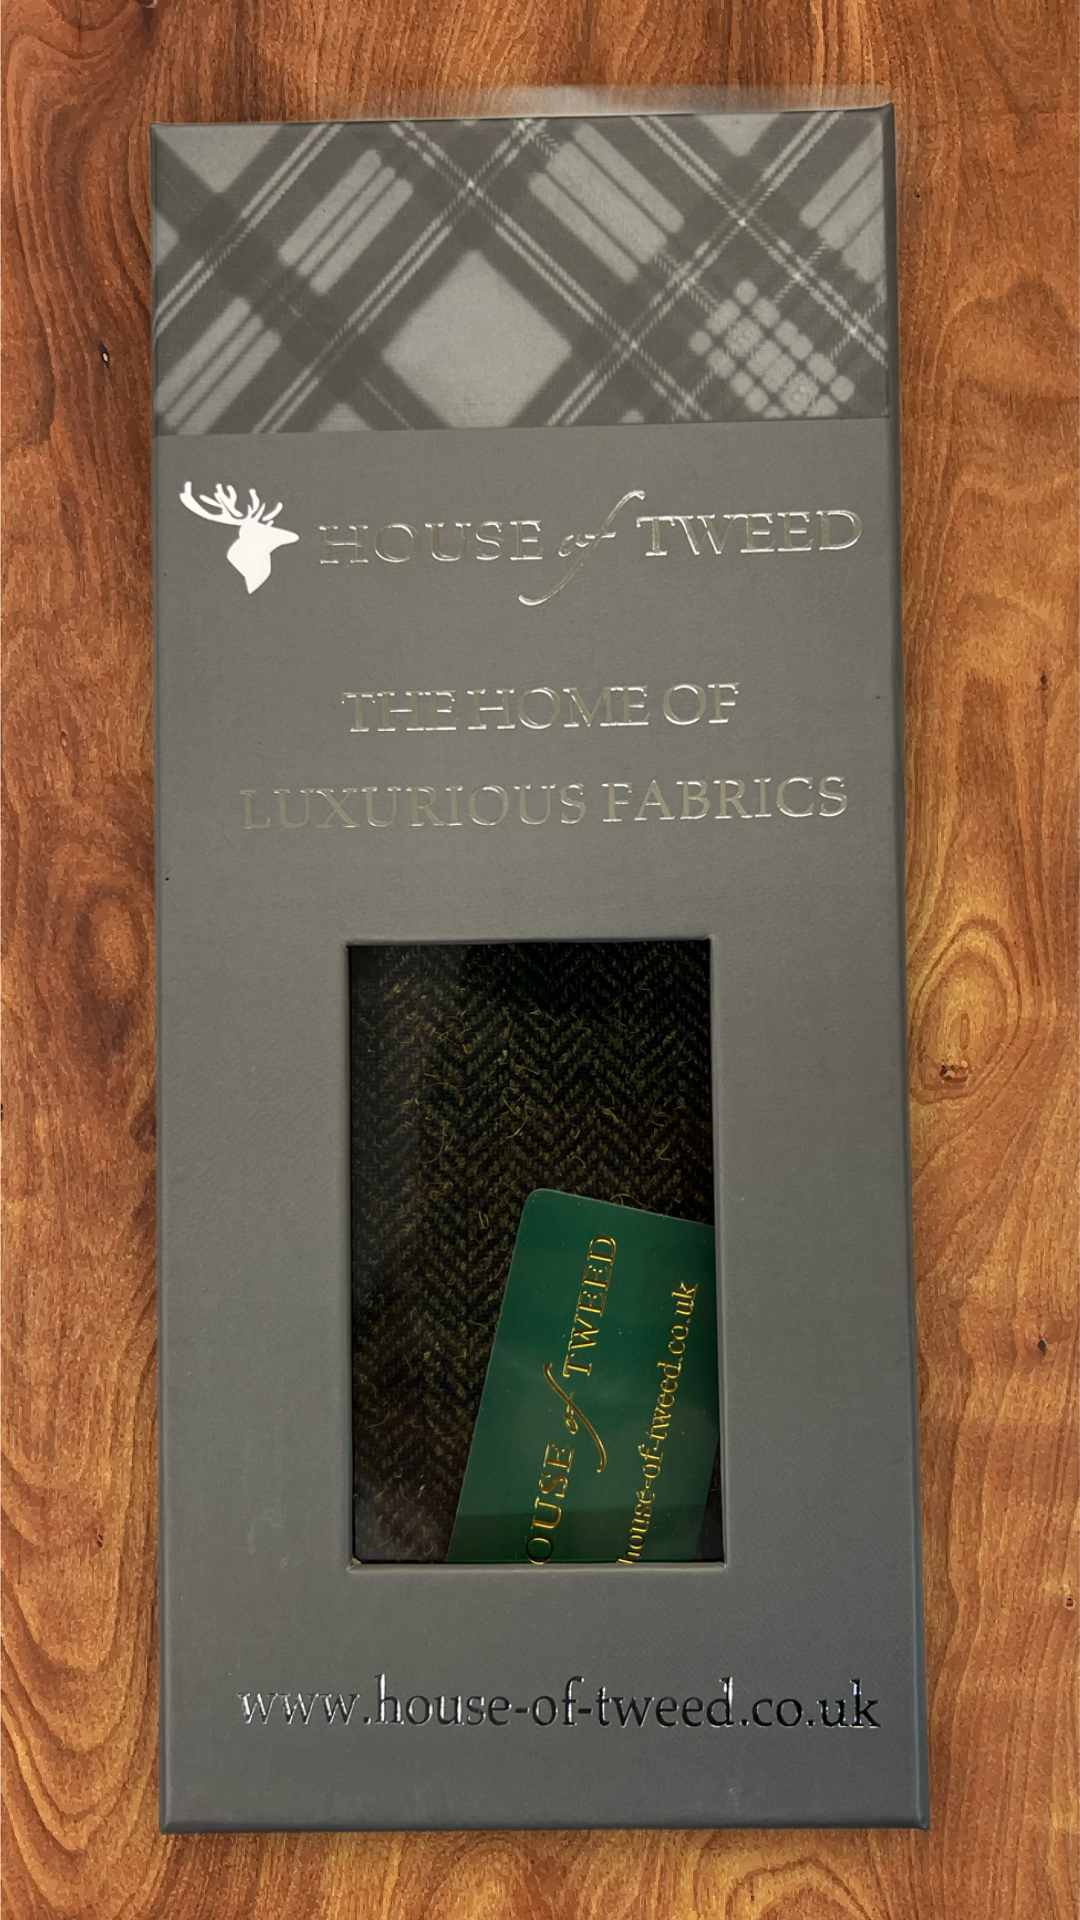 HOUSE of TWEED
THE HOME OF
LUXURIOUS FABRICS
OUSE of TWEED
house-of-tweed.co.uk
www.house-of-tweed.co.uk